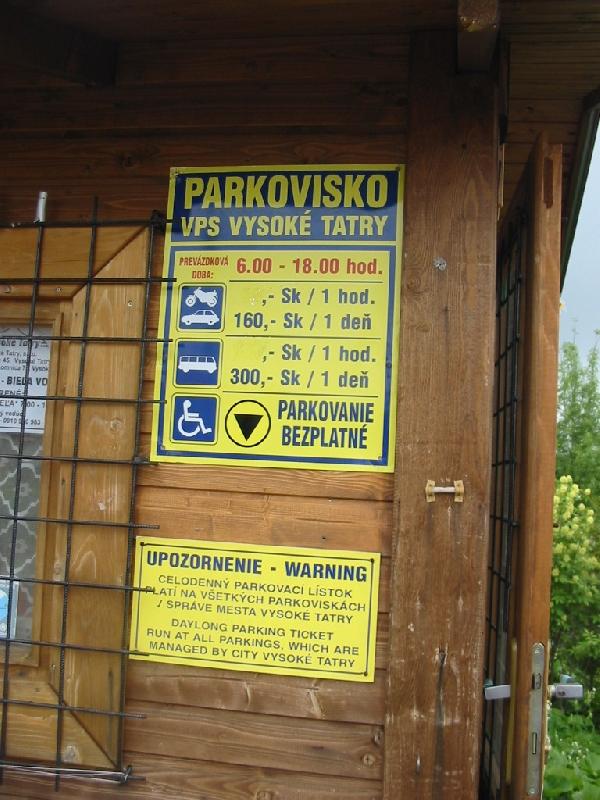 PARKOVISKO
VPS VYSOKÉ TATRY
PREVÁDZKOVÁ
DOBA:
6.00 - 18.00 hod.
,- Sk / 1 hod.
160,- Sk / 1 deň
,- Sk / 1 hod.
300,- Sk / 1 deň
PARKOVANIE
BEZPLATNÉ
UPOZORNENIE - WARNING
CELODENNÝ PARKOVACI LÍSTOK
PLATÍ NA VŠETKÝCH PARKOVISKÁCH
V SPRÁVE MESTA VYSOKÉ TATRY
DAYLONG PARKING TICKET
RUN AT ALL PARKINGS, WHICH ARE
MANAGED BY CITY VYSOKÉ TATRY